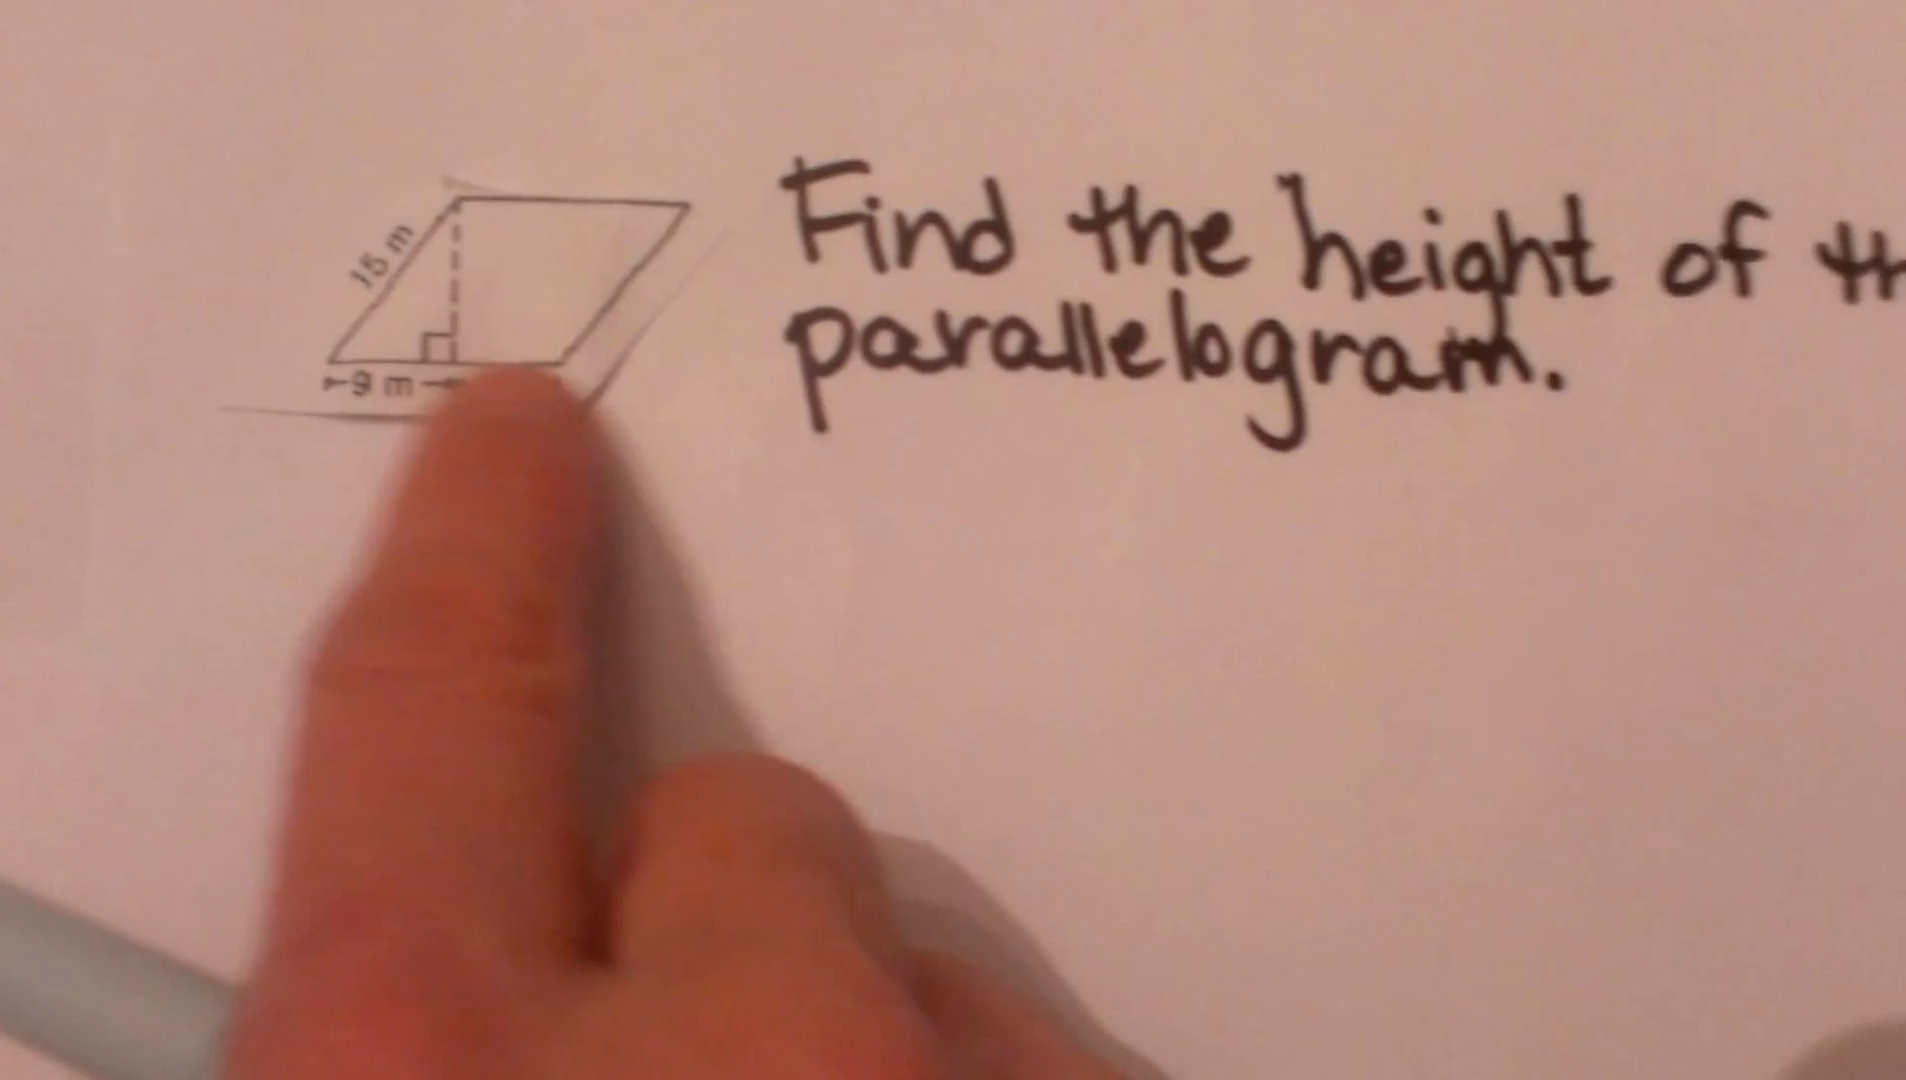 Find the height of th
parallelogram.
15 m
9 m